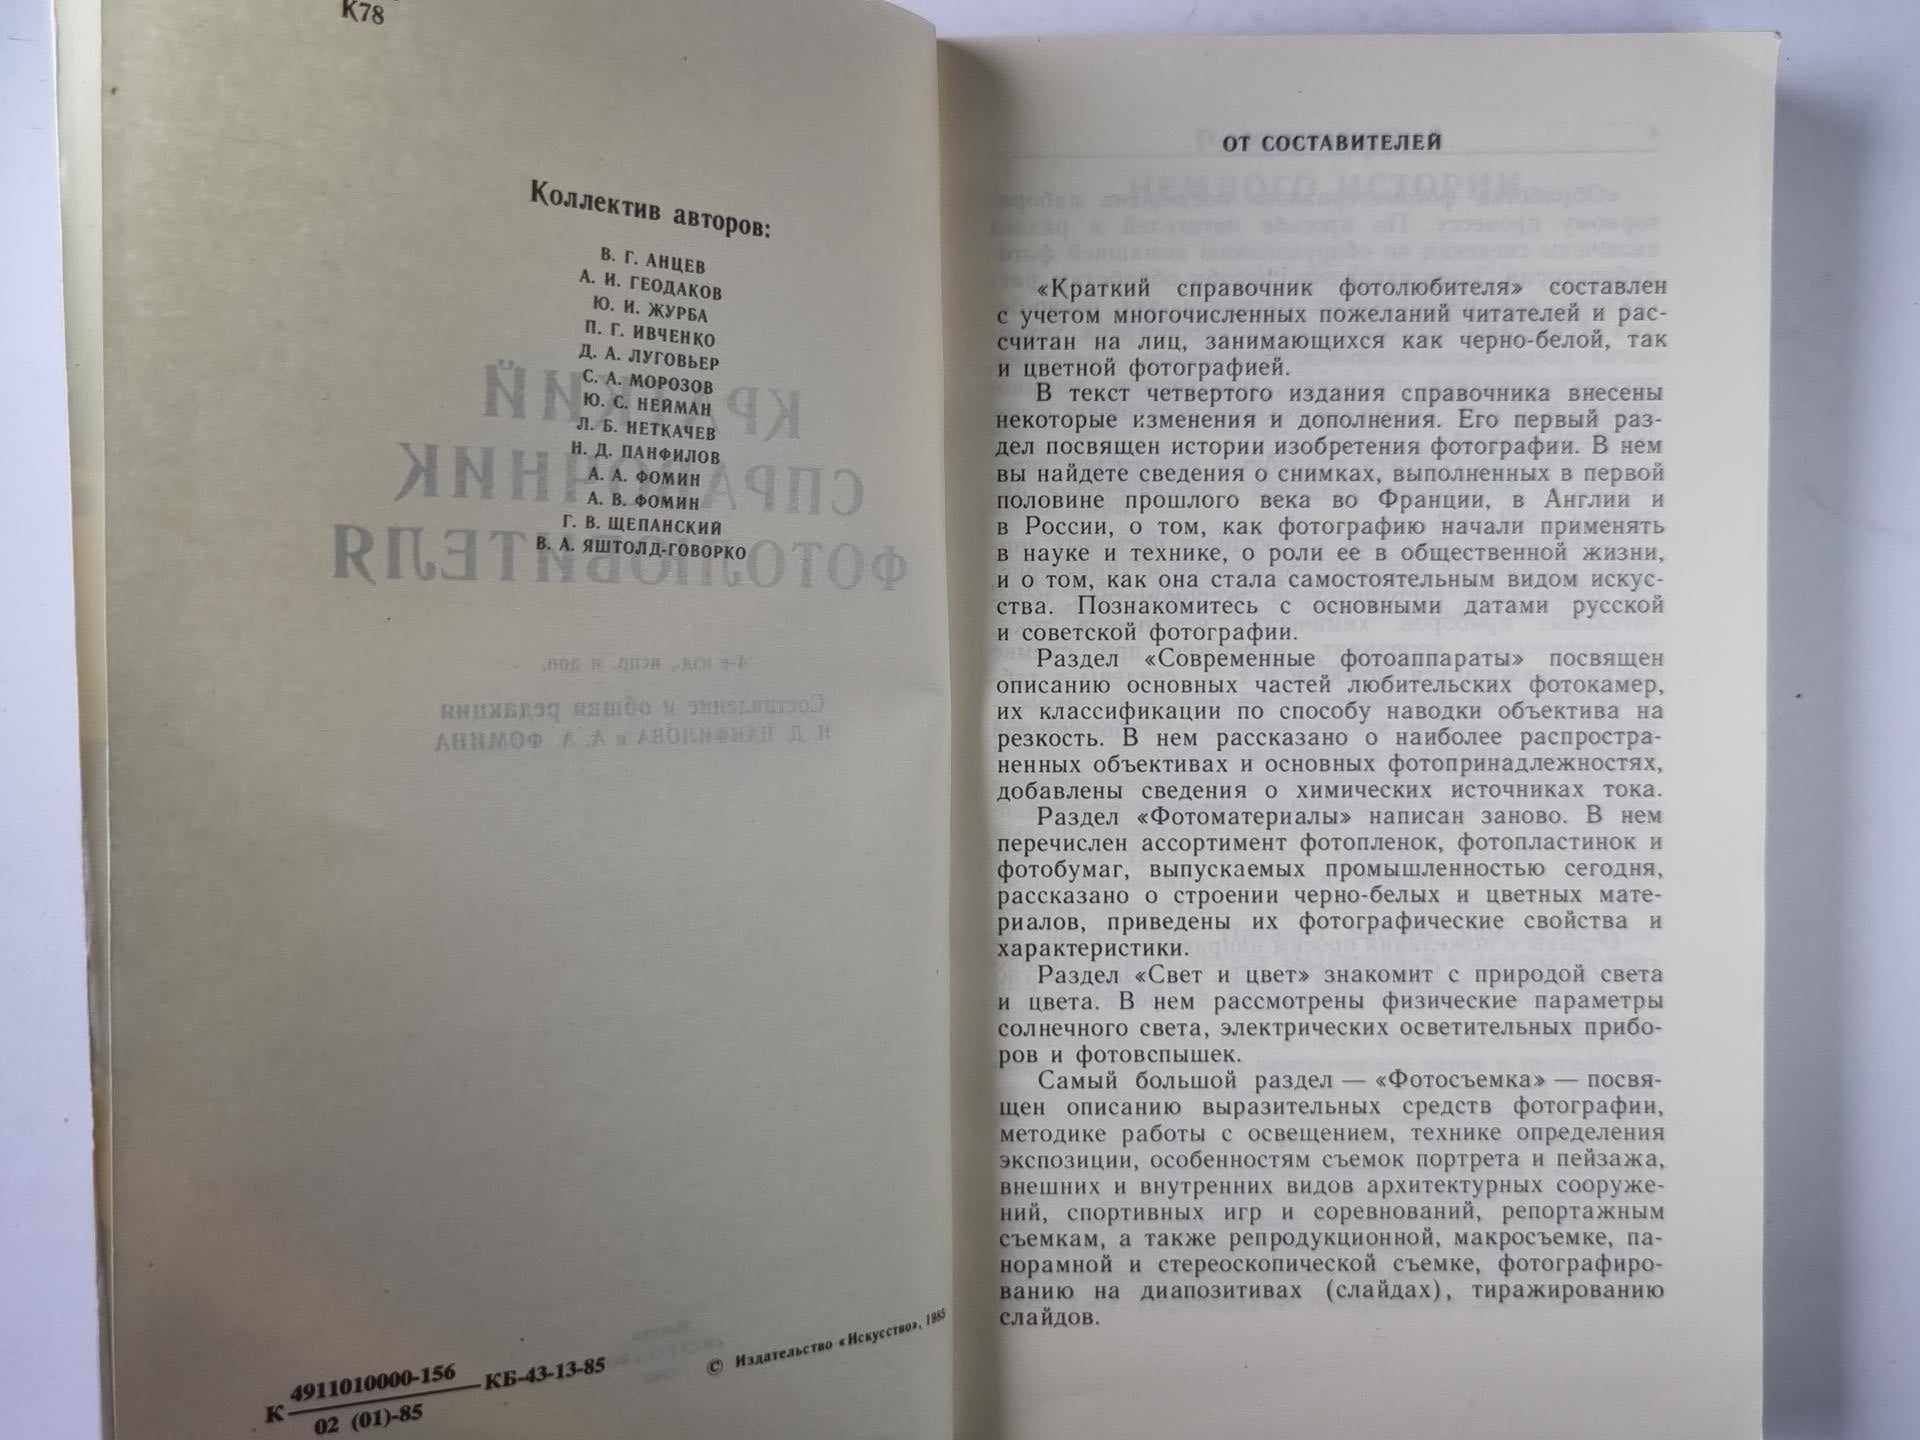 К78
Коллектив авторов:
В. Г. АНЦЕВ
А. И. ГЕОДАКОВ
Ю. И. ЖУРБА
П. Г. ИВЧЕНКО
Д. А. ЛУГОВЬЕР
С. А. МОРОЗОВ
Ю. С. НЕЙМАН
Л. Б. НЕТКАЧЕВ
Н. Д. ПАНФИЛОВ
А. А. ФОМИН
А. В. ФОМИН
Г. В. ЩЕПАНСКИЙ
В. А. ЯШТОЛД-ГОВОРКО
К 4911010000-156 КБ-43-13-85
02 (01)-85
© Издательство «Искусство», 1985
ОТ СОСТАВИТЕЛЕЙ
«Краткий справочник фотолюбителя» составлен
с учетом многочисленных пожеланий читателей и рас-
считан на лиц, занимающихся как черно-белой, так
и цветной фотографией.
В текст четвертого издания справочника внесены
некоторые изменения и дополнения. Его первый раз-
дел посвящен истории изобретения фотографии. В нем
вы найдете сведения о снимках, выполненных в первой
половине прошлого века во Франции, в Англии и
в России, о том, как фотографию начали применять
в науке и технике, о роли ее в общественной жизни,
и о том, как она стала самостоятельным видом искус-
ства. Познакомитесь с основными датами русской
и советской фотографии.
Раздел «Современные фотоаппараты» посвящен
описанию основных частей любительских фотокамер,
их классификации по способу наводки объектива на
резкость. В нем рассказано о наиболее распростра-
ненных объективах и основных фотопринадлежностях,
добавлены сведения о химических источниках тока.
Раздел «Фотоматериалы» написан заново. В нем
перечислен ассортимент фотопленок, фотопластинок и
фотобумаг, выпускаемых промышленностью сегодня,
рассказано о строении черно-белых и цветных мате-
риалов, приведены их фотографические свойства и
характеристики.
Раздел «Свет и цвет» знакомит с природой света
и цвета. В нем рассмотрены физические параметры
солнечного света, электрических осветительных прибо-
ров и фотовспышек.
Самый большой раздел — «Фотосъемка» — посвя-
щен описанию выразительных средств фотографии,
методике работы с освещением, технике определения
экспозиции, особенностям съемок портрета и пейзажа,
внешних и внутренних видов архитектурных сооруже-
ний, спортивных игр и соревнований, репортажным
съемкам, а также репродукционной, макросъемке, па-
норамной и стереоскопической съемке, фотографиро-
ванию на диапозитивах (слайдах), тиражированию
слайдов.